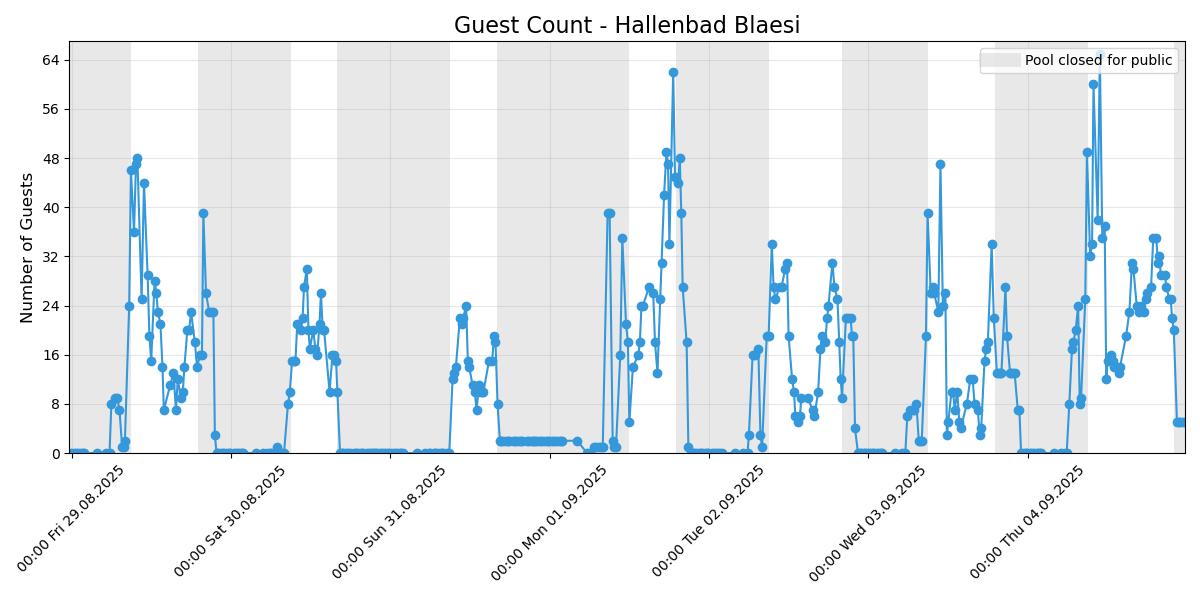 Guest Count - Hallenbad Blaesi
Pool closed for public
Number of Guests
64
56
48
40
32
24
16
8
0
00:00 Fri 29.08.2025
00:00 Sat 30.08.2025
00:00 Sun 31.08.2025
00:00 Mon 01.09.2025
00:00 Tue 02.09.2025
00:00 Wed 03.09.2025
00:00 Thu 04.09.2025